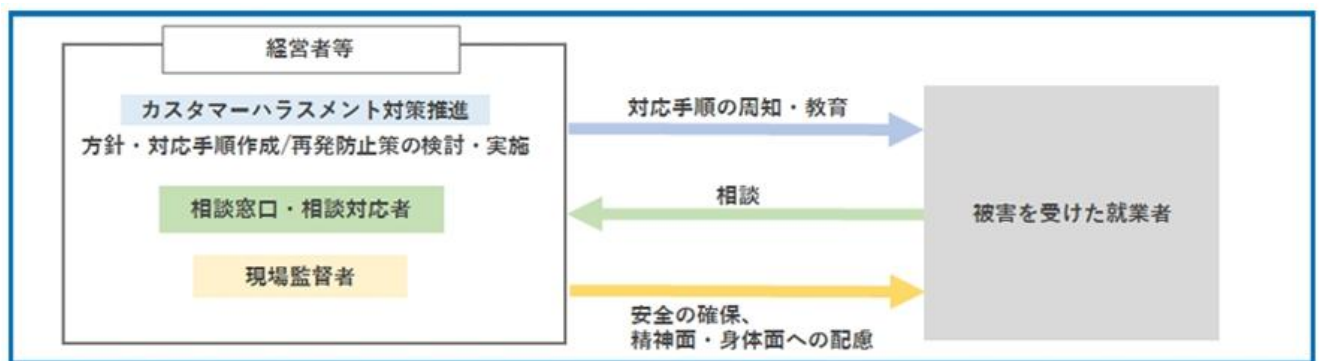 経営者等
カスタマーハラスメント対策推進
方針・対応手順作成/再発防止策の検討・実施
相談窓口・相談対応者
現場監督者
対応手順の周知・教育
相談
安全の確保、
精神面・身体面への配慮
被害を受けた就業者